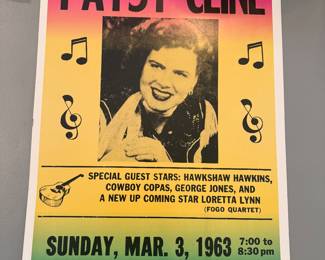 PATSY CLINE
SPECIAL GUEST STARS: HAWKSHAW HAWKINS,
COWBOY COPAS, GEORGE JONES, AND
A NEW UP COMING STAR LORETTA LYNN
(FOGO QUARTET)
SUNDAY, MAR. 3, 1963 7:00 to
8:30 pm